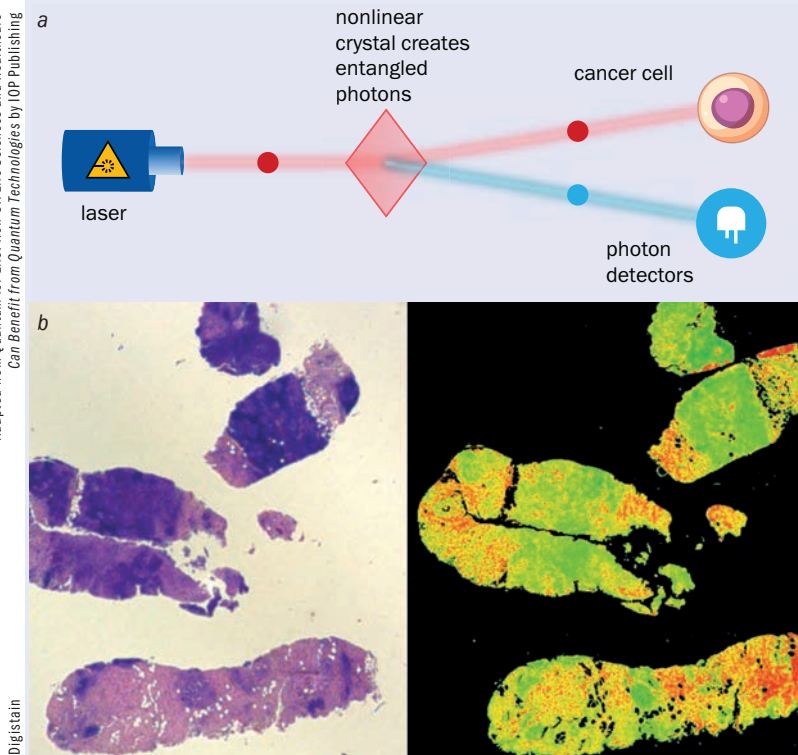 a
nonlinear
crystal creates
entangled
photons
cancer cell
laser
photon
detectors
b
Can Benefit from Quantum Technologies by IOP Publishing
Digistain